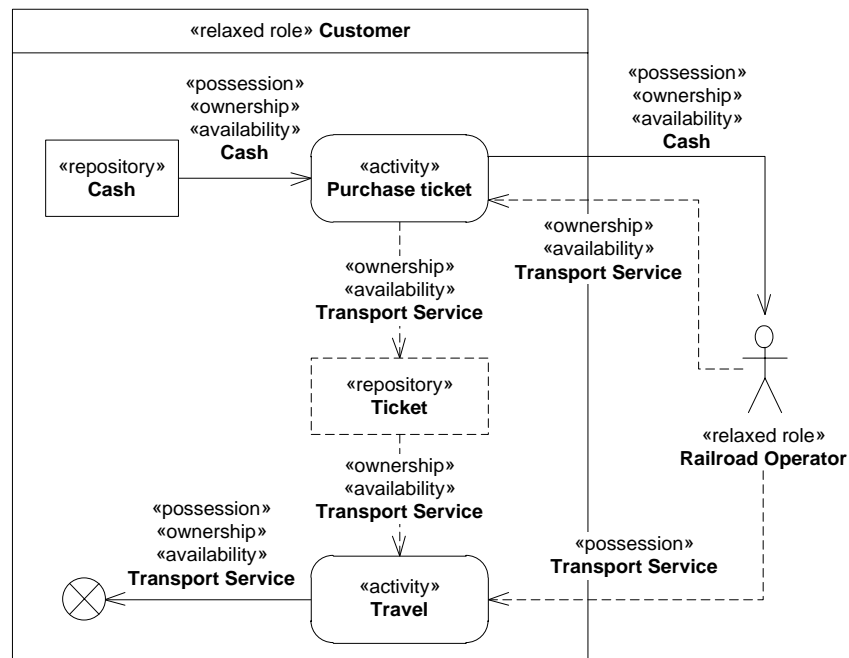 «relaxed role» Customer
«possession»
«ownership»
«availability»
Cash
«possession»
«ownership»
«availability»
Cash
«repository»
Cash
«activity»
Purchase ticket
«ownership»
«availability»
Transport Service
«ownership»
«availability»
Transport Service
«repository»
Ticket
«relaxed role»
Railroad Operator
«ownership»
«availability»
Transport Service
«possession»
«ownership»
«availability»
Transport Service
«possession»
Transport Service
«activity»
Travel